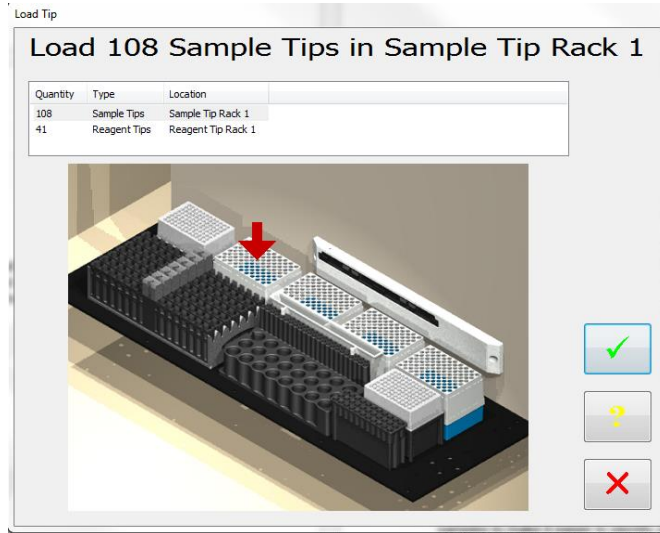 Load Tip
Load 108 Sample Tips in Sample Tip Rack 1
Quantity Type Location
108 Sample Tips Sample Tip Rack 1
41 Reagent Tips Reagent Tip Rack 1
?